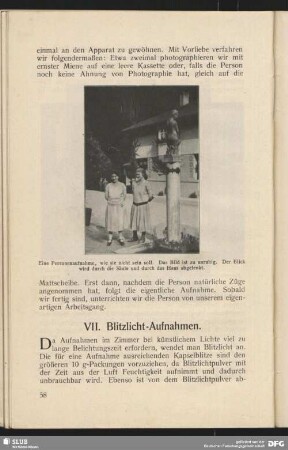 einmal an den Apparat zu gewöhnen. Mit Vorliebe verfahren
wir folgendermaßen: Etwa zweimal photographieren wir mit
ernster Miene auf eine leere Kassette oder, falls die Person
noch keine Ahnung von Photographie hat, gleich auf die
Eine Personenaufnahme, wie sie nicht sein soll. Das Bild ist zu unruhig. Der Blick
wird durch die Säule und durch das Haus abgelenkt.
Mattscheibe. Erst dann, nachdem die Person natürliche Züge
angenommen hat, folgt die eigentliche Aufnahme. Sobald
wir fertig sind, unterrichten wir die Person von unserem eigen-
artigen Arbeitsgang.
VII. Blitzlicht-Aufnahmen.
Da Aufnahmen im Zimmer bei künstlichem Lichte viel zu
lange Belichtungszeit erfordern, wendet man Blitzlicht an.
Die für eine Aufnahme ausreichenden Kapselblitze sind den
größeren 10 g-Packungen vorzuziehen, da Blitzlichtpulver mit
der Zeit aus der Luft Feuchtigkeit aufnimmt und dadurch
unbrauchbar wird. Ebenso ist von dem Blitzlichtpulver ab-
58
SLUB
DFG